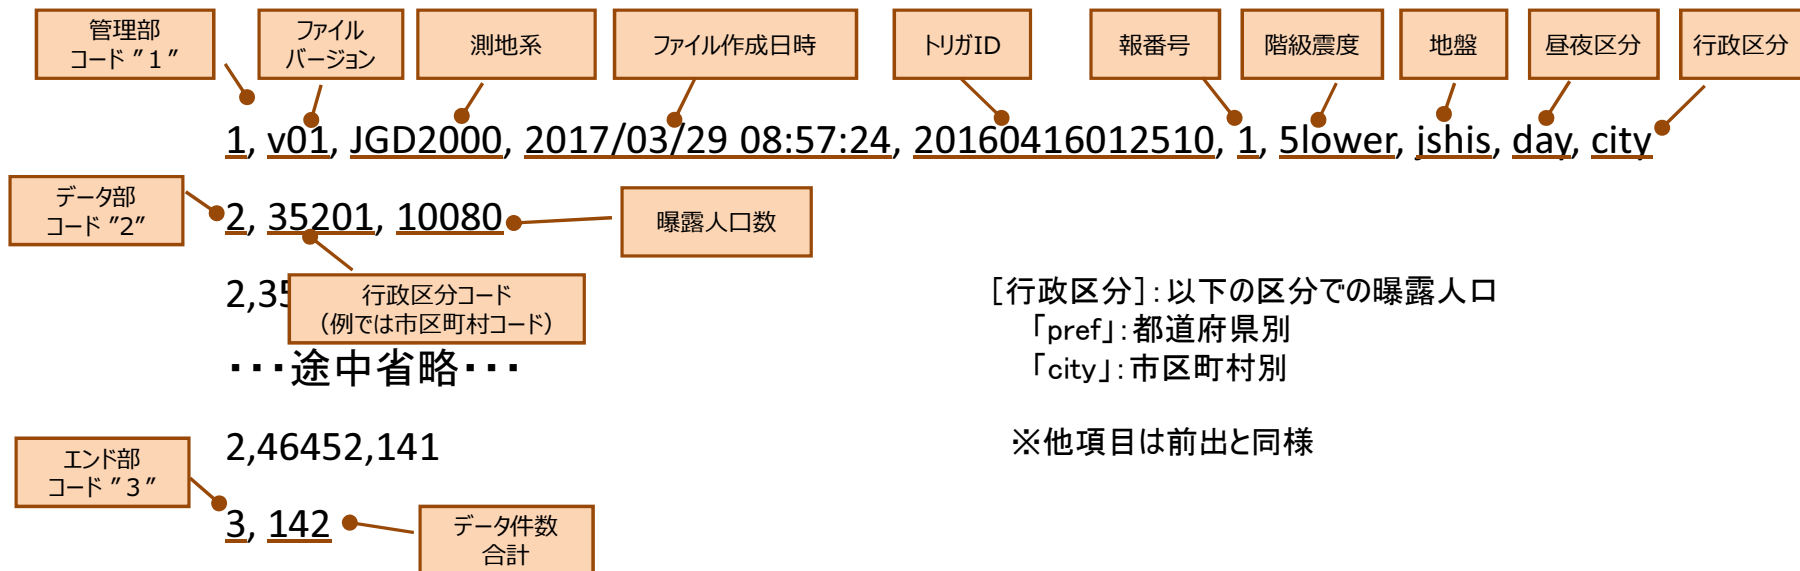 管理部
コード ″１″
ファイル
バージョン
測地系
ファイル作成日時
トリガID
報番号
階級震度
地盤
昼夜区分
行政区分
1, v01, JGD2000, 2017/03/29 08:57:24, 20160416012510, 1, 5lower, jshis, day, city
データ部
コード ″2″
2, 35201, 10080
曝露人口数
2,35
行政区分コード
（例では市区町村コード）
［行政区分］：以下の区分での曝露人口
「pref」：都道府県別
「city」：市区町村別
・・・途中省略・・・
※他項目は前出と同様
2,46452,141
エンド部
コード ″３″
3, 142
データ件数
合計